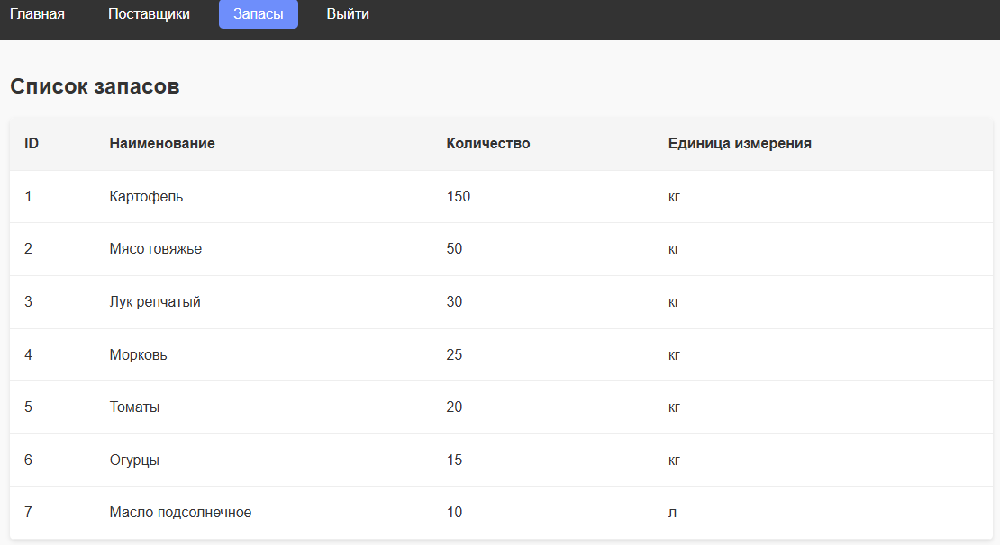 Главная Поставщики Запасы Выйти
Список запасов
ID Наименование Количество Единица измерения
1 Картофель 150 кг
2 Мясо говяжье 50 кг
3 Лук репчатый 30 кг
4 Морковь 25 кг
5 Томаты 20 кг
6 Огурцы 15 кг
7 Масло подсолнечное 10 л